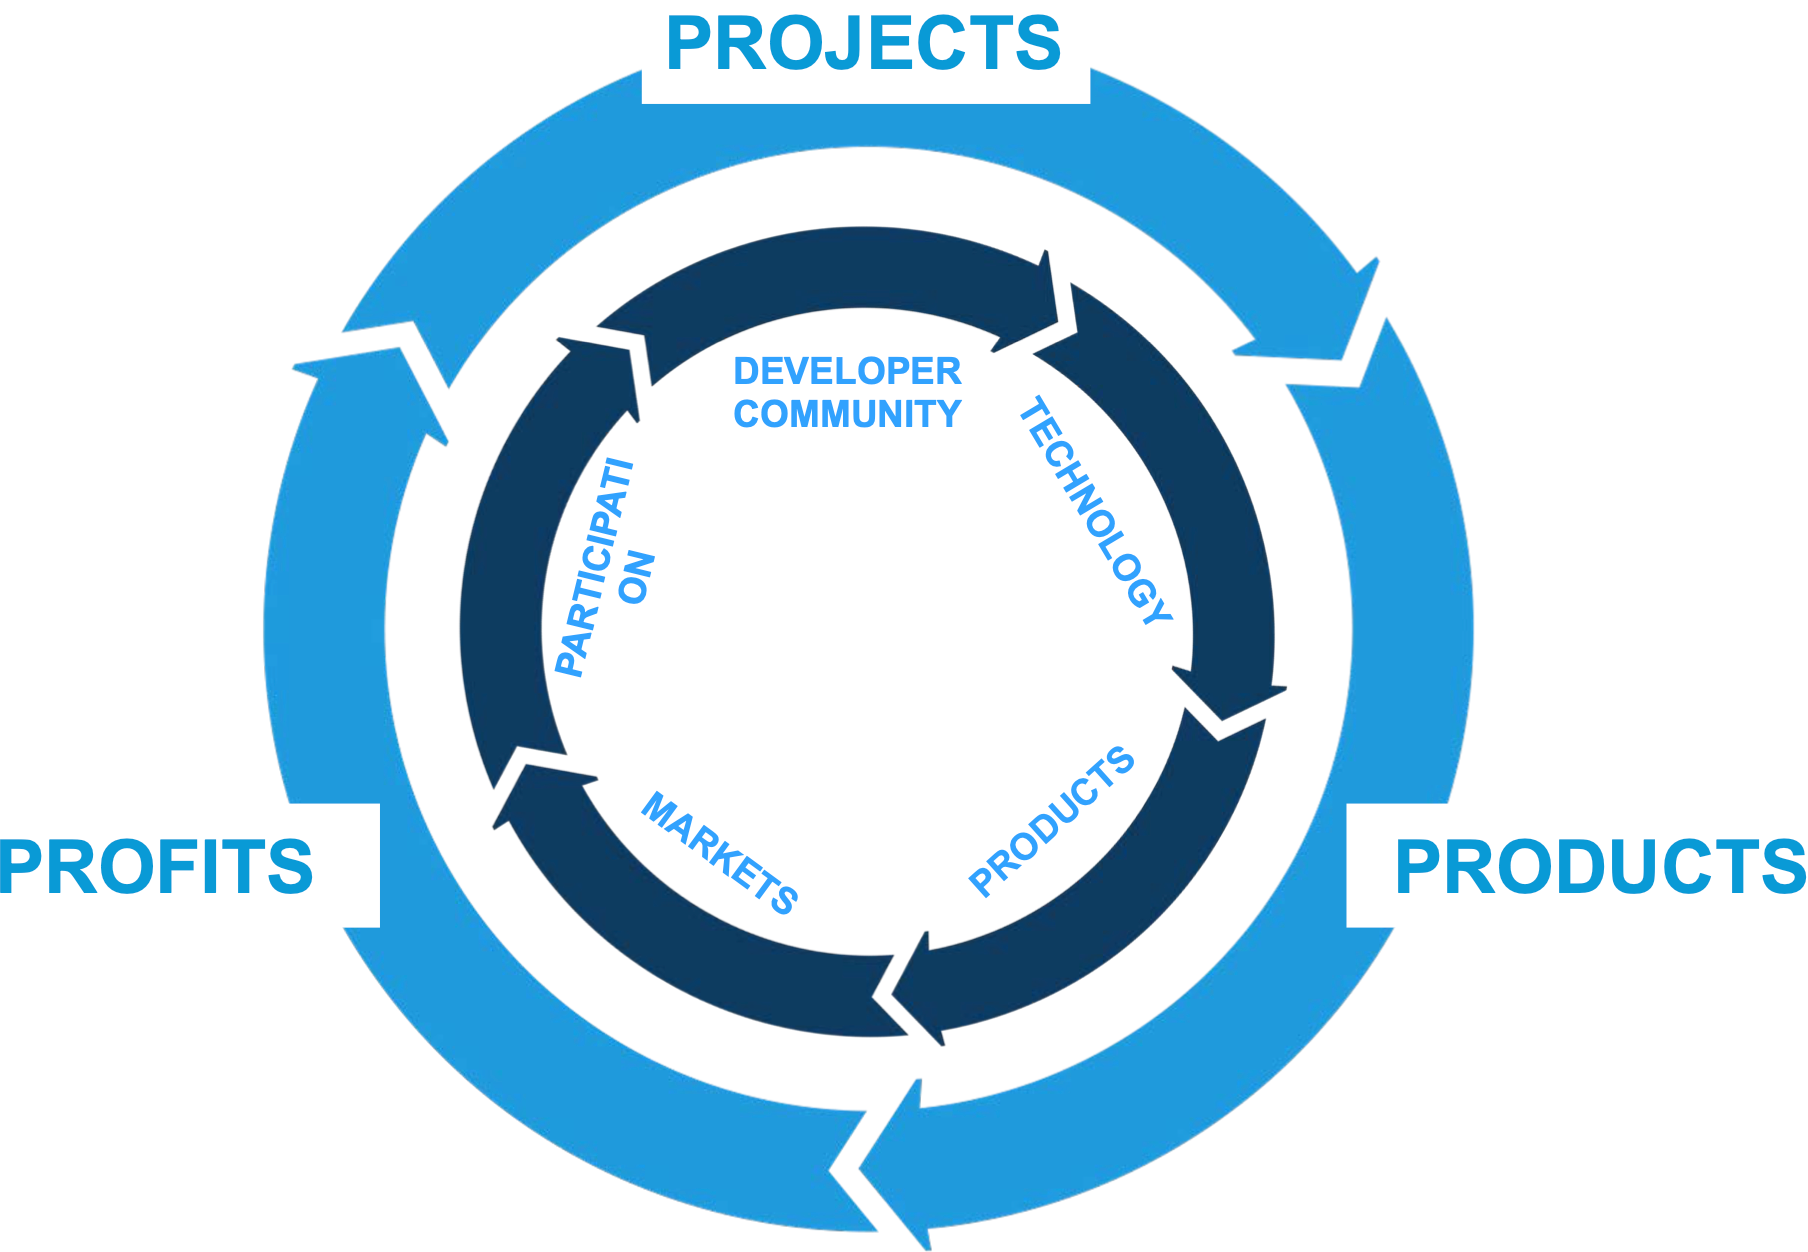 PROJECTS
DEVELOPER
COMMUNITY
TECHNOLOGY
PARTICIPATI
ON
PRODUCTS
MARKETS
PROFITS
PRODUCTS